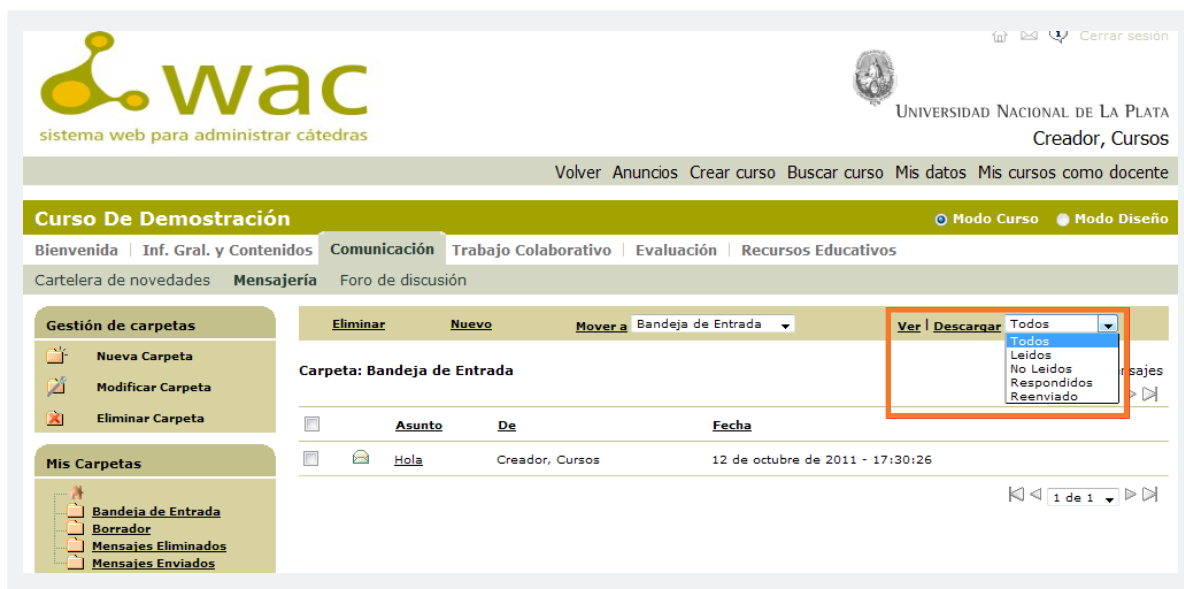 Cerrar sesión
wac
sistema web para administrar cátedras
UNIVERSIDAD NACIONAL DE LA PLATA
Creador, Cursos
Volver Anuncios Crear curso Buscar curso Mis datos Mis cursos como docente
Curso De Demostración Modo Curso Modo Diseño
Bienvenida | Inf. Gral. y Contenidos Comunicación Trabajo Colaborativo | Evaluación | Recursos Educativos
Cartelera de novedades Mensajería Foro de discusión
Gestión de carpetas
Nueva Carpeta
Modificar Carpeta
Eliminar Carpeta
Mis Carpetas
Bandeja de Entrada
Borrador
Mensajes Eliminados
Mensajes Enviados
Eliminar Nuevo Mover a Bandeja de Entrada Ver | Descargar Todos
Todos
Leidos
No Leidos
Respondidos
Reenviado
Carpeta: Bandeja de Entrada
Asunto De Fecha
Hola Creador, Cursos 12 de octubre de 2011 - 17:30:26
1 de 1